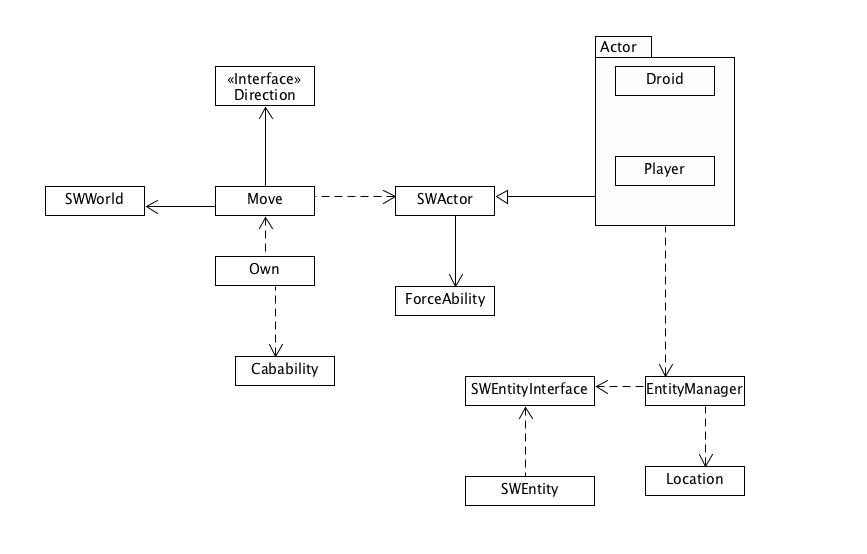 Actor
«Interface»
Direction
Droid
Player
SWWorld
Move
SWActor
Own
ForceAbility
Cabability
SWEntityInterface
EntityManager
SWEntity
Location